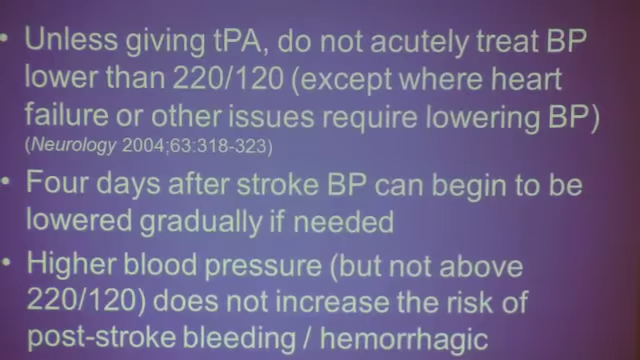 • Unless giving tPA, do not acutely treat BP
lower than 220/120 (except where heart
failure or other issues require lowering BP)
(Neurology 2004;63:318-323)
• Four days after stroke BP can begin to be
lowered gradually if needed
• Higher blood pressure (but not above
220/120) does not increase the risk of
post-stroke bleeding / hemorrhagic